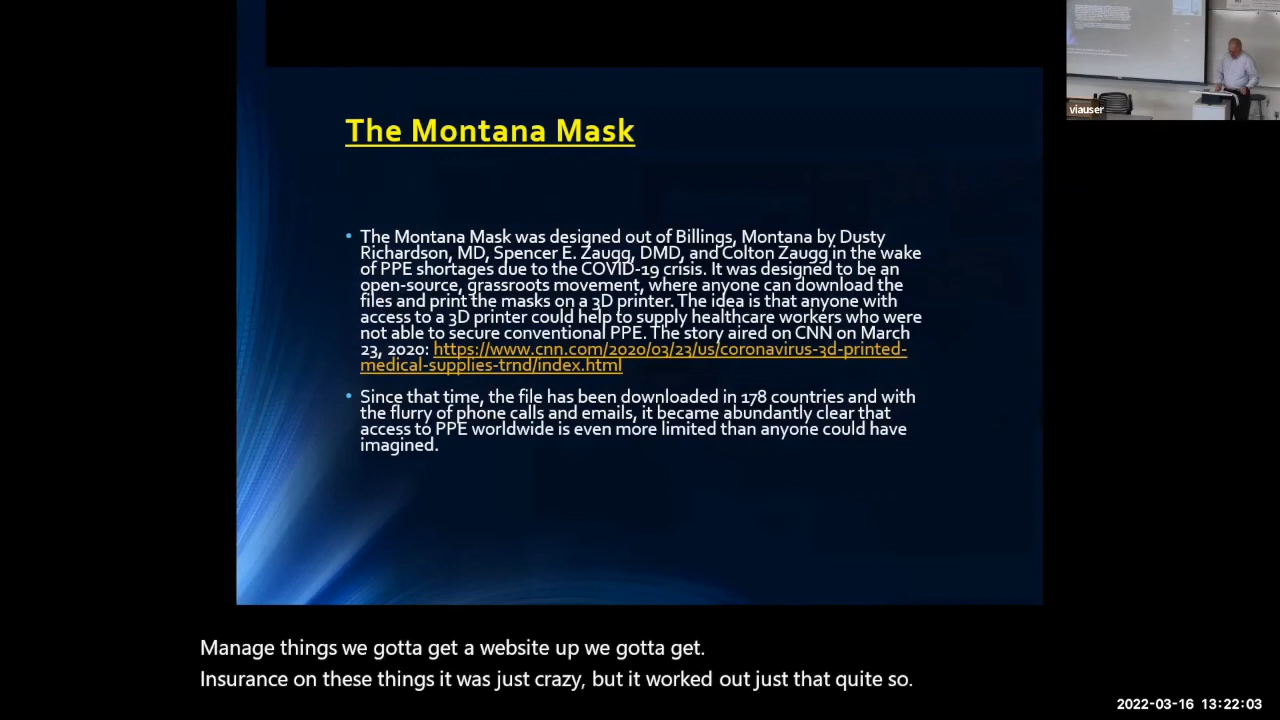 The Montana Mask
• The Montana Mask was designed out of Billings, Montana by Dusty
Richardson, MD, Spencer E. Zaugg, DMD, and Colton Zaugg in the wake
of PPE shortages due to the COVID-19 crisis. It was designed to be an
open-source, grassroots movement, where anyone can download the
files and print the masks on a 3D printer. The idea is that anyone with
access to a 3D printer could help to supply healthcare workers who were
not able to secure conventional PPE. The story aired on CNN on March
23, 2020: https://www.cnn.com/2020/03/23/us/coronavirus-3d-printed-
medical-supplies-trnd/index.html
• Since that time, the file has been downloaded in 178 countries and with
the flurry of phone calls and emails, it became abundantly clear that
access to PPE worldwide is even more limited than anyone could have
imagined.
viauser
Manage things we gotta get a website up we gotta get.
Insurance on these things it was just crazy, but it worked out just that quite so.
2022-03-16 13:22:03